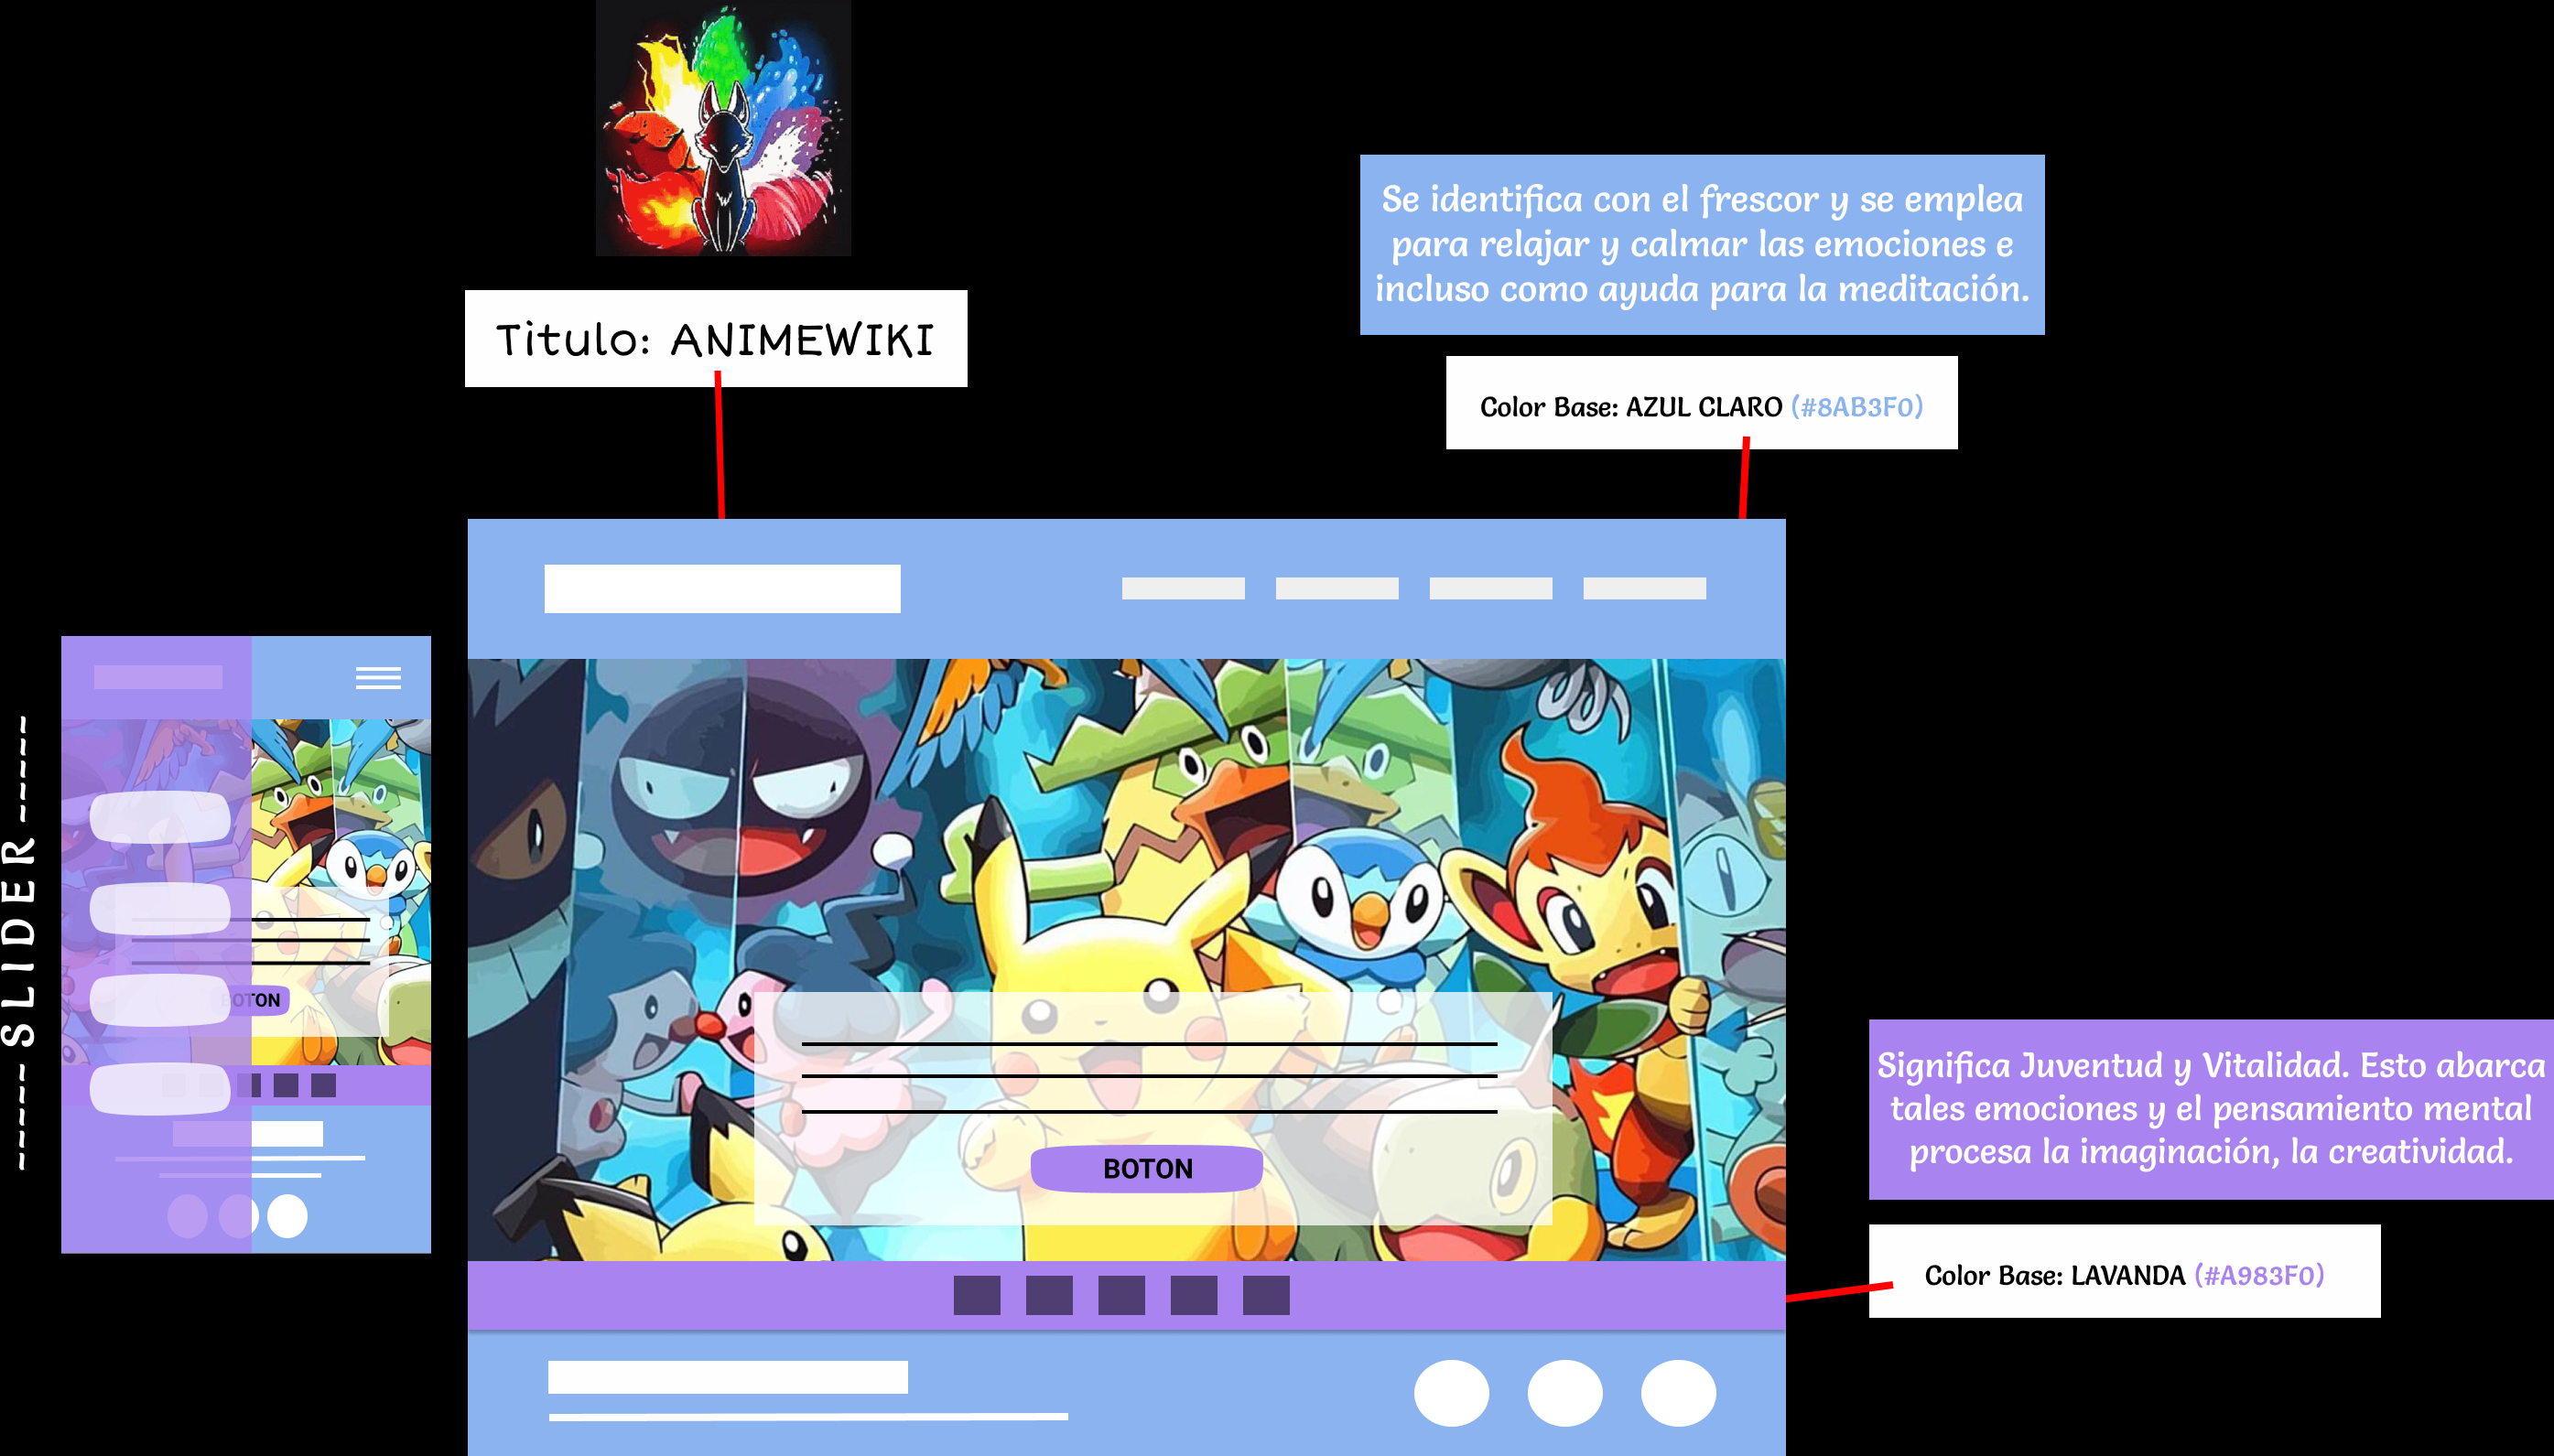 Titulo: ANIMEWIKI
Se identifica con el frescor y se emplea
para relajar y calmar las emociones e
incluso como ayuda para la meditación.
Color Base: AZUL CLARO (#8AB3F0)
----- SLIDER -----
BOTON
BOTON
Significa Juventud y Vitalidad. Esto abarca
tales emociones y el pensamiento mental
procesa la imaginación, la creatividad.
Color Base: LAVANDA (#A983F0)